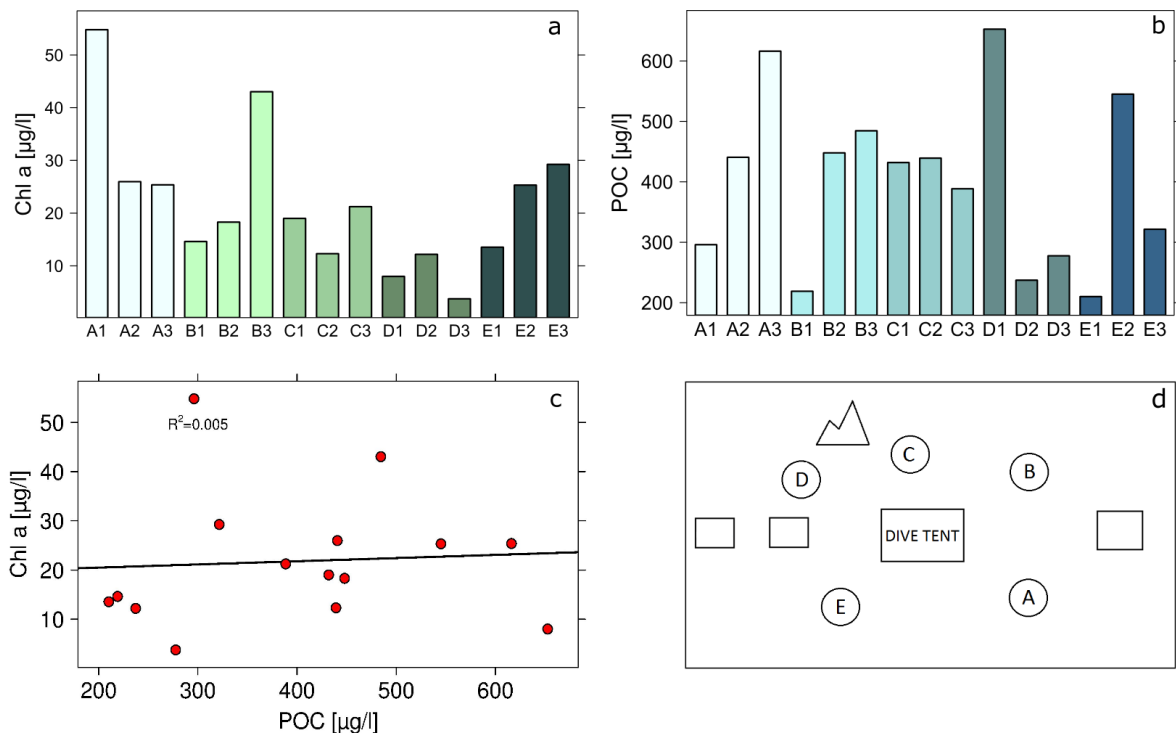 a
Chl a [µg/l]
50
40
30
20
10
A1 A2 A3 B1 B2 B3 C1 C2 C3 D1 D2 D3 E1 E2 E3
b
POC [µg/l]
600
500
400
300
200
A1 A2 A3 B1 B2 B3 C1 C2 C3 D1 D2 D3 E1 E2 E3
c
R²=0.005
Chl a [µg/l]
50
40
30
20
10
200 300 400 500 600
POC [µg/l]
d
C
B
D
DIVE TENT
E
A